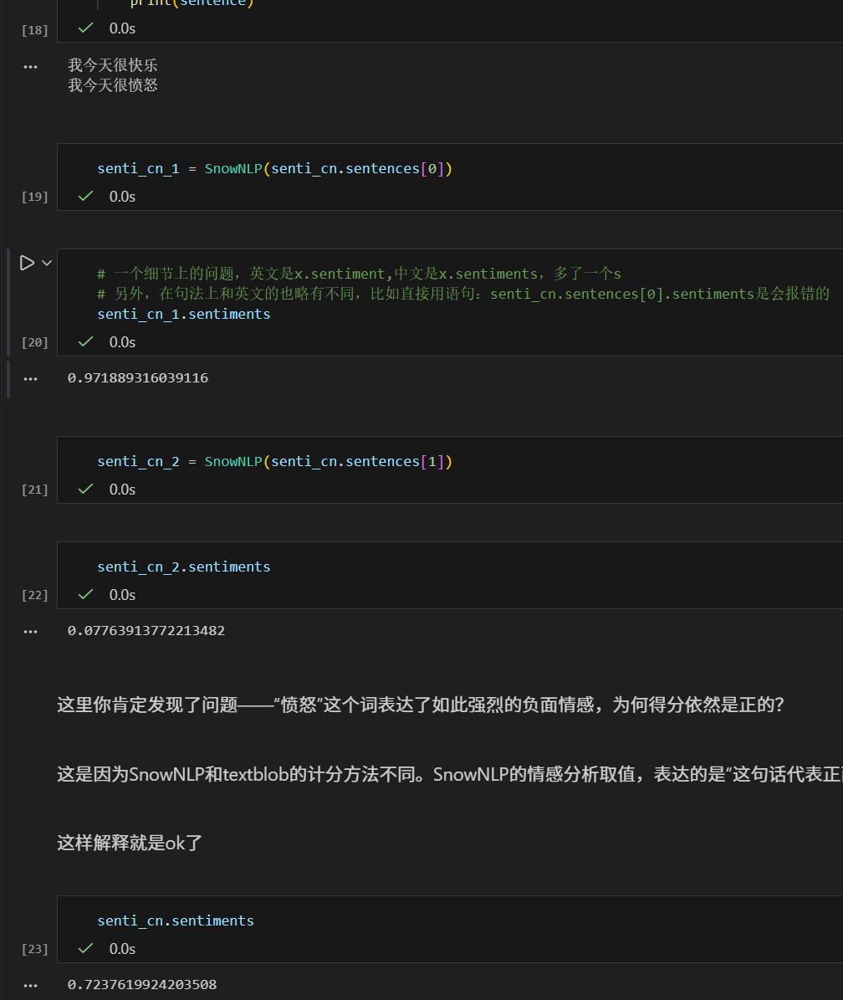 print(sentence)
[18]
0.0s
我今天很快乐
我今天很愤怒
senti_cn_1 = SnowNLP(senti_cn.sentences[0])
[19]
0.0s
# 一个细节上的问题，英文是x.sentiment,中文是x.sentiments，多了一个s
# 另外，在句法上和英文的也略有不同，比如直接用语句：senti_cn.sentences[0].sentiments是会报错的
senti_cn_1.sentiments
[20]
0.0s
0.971889316039116
senti_cn_2 = SnowNLP(senti_cn.sentences[1])
[21]
0.0s
senti_cn_2.sentiments
[22]
0.0s
0.07763913772213482
这里你肯定发现了问题——“愤怒”这个词表达了如此强烈的负面情感，为何得分依然是正的？
这是因为SnowNLP和textblob的计分方法不同。SnowNLP的情感分析取值，表达的是“这句话代表正
这样解释就是ok了
senti_cn.sentiments
[23]
0.0s
0.7237619924203508